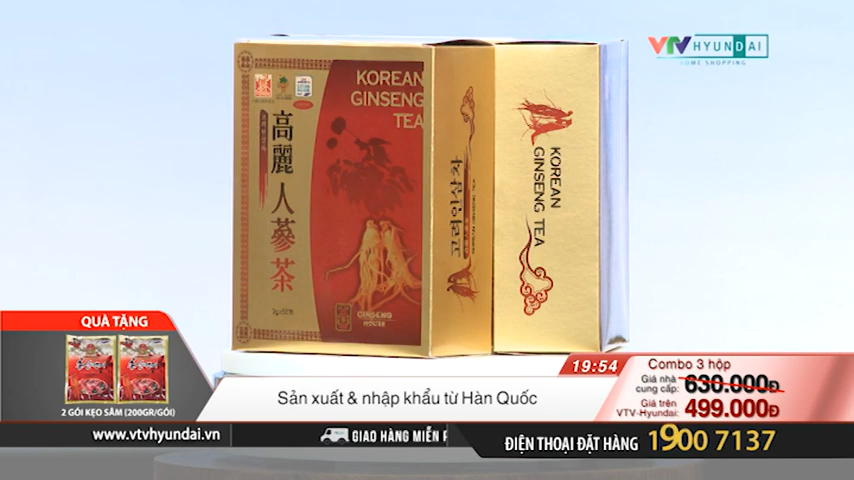 VTV HYUNDAI
HOME SHOPPING
KOREAN
GINSENG
TEA
高麗人蔘茶
GINSENG
HOUSE
고려인삼차
KOREAN
GINSENG TEA
QUÀ TẶNG
2 GÓI KẸO SÂM (200GR/GÓI)
19:54
Sản xuất & nhập khẩu từ Hàn Quốc
Combo 3 hộp
Giá nhà cung cấp: 630.000Đ
Giá trên VTV-Hyundai: 499.000Đ
www.vtvhyundai.vn
GIAO HÀNG MIỄN P
ĐIỆN THOẠI ĐẶT HÀNG 1900 7137